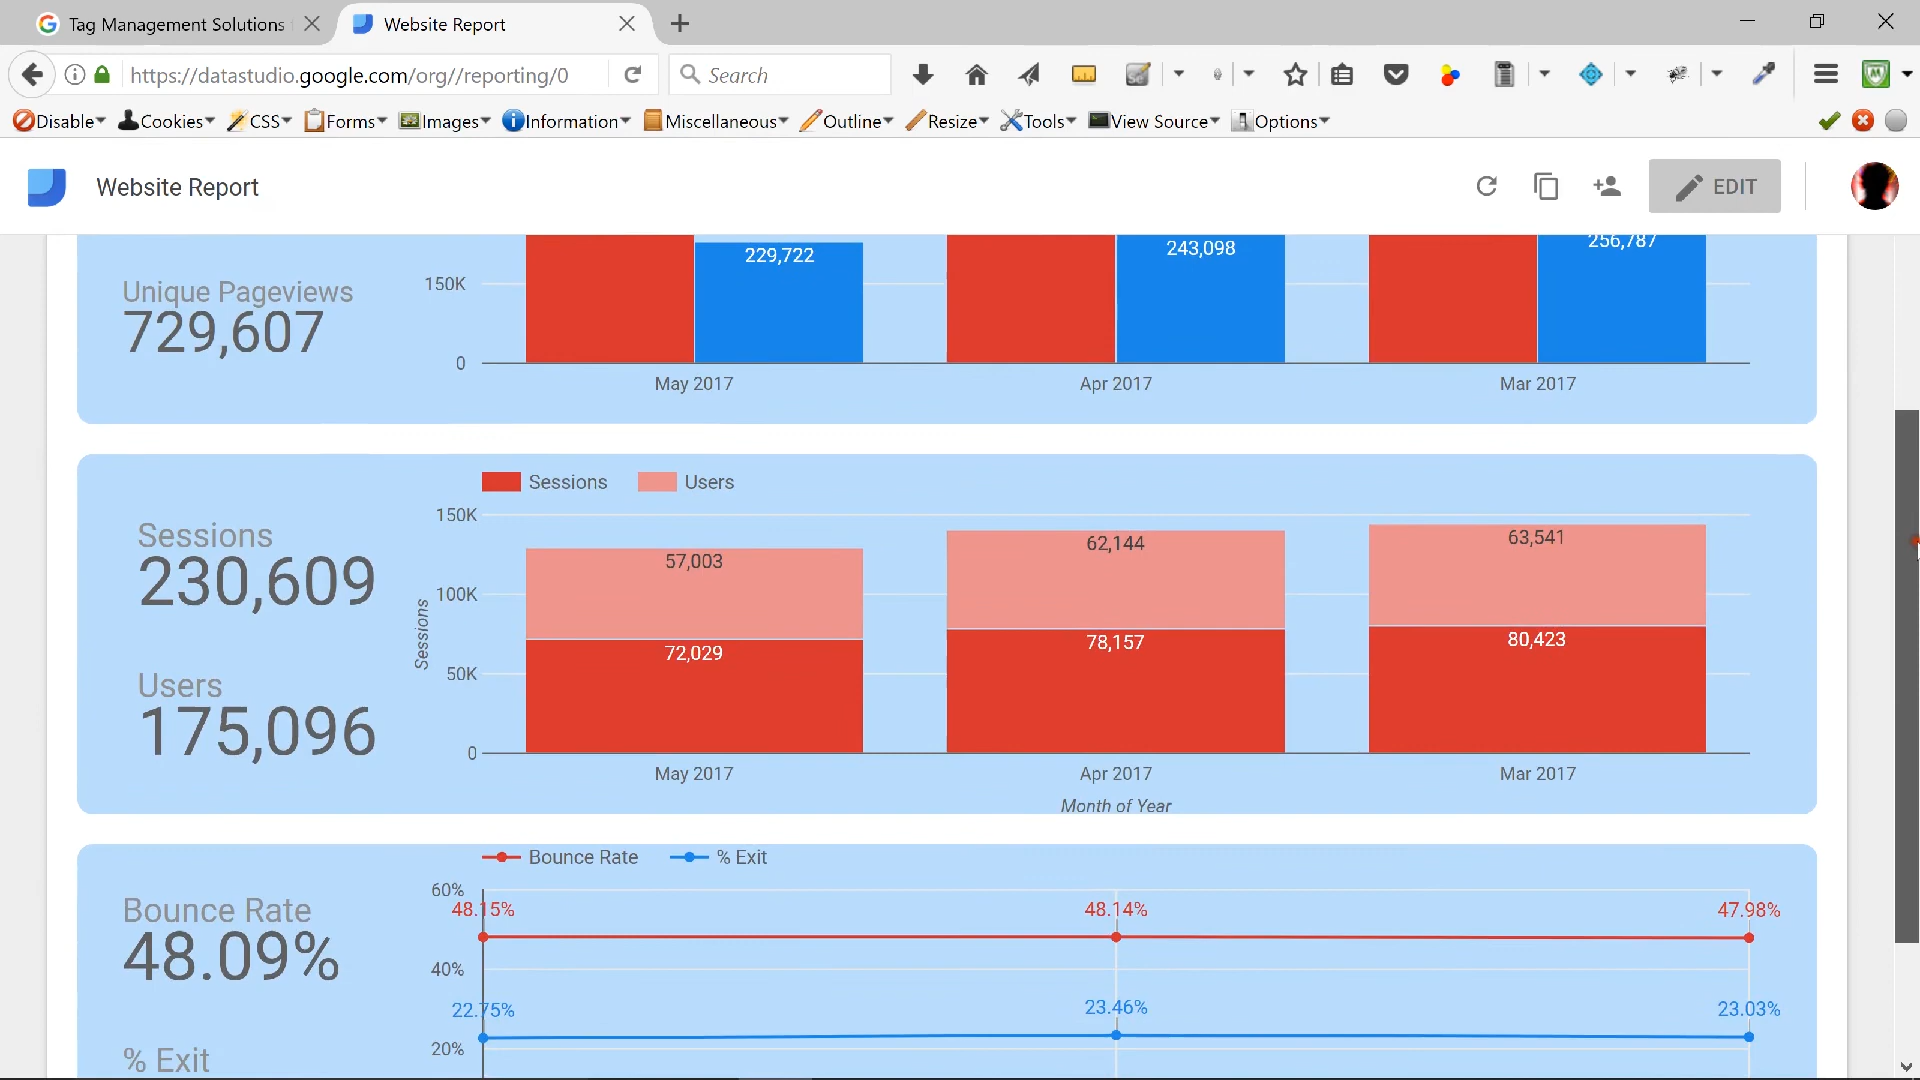 Tag Management Solutions
Website Report
https://datastudio.google.com/org//reporting/0
Search
Disable Cookies CSS Forms Images Information Miscellaneous Outline Resize Tools View Source Options
Website Report
EDIT
229,722
243,098
256,787
Unique Pageviews
729,607
150K
0
May 2017
Apr 2017
Mar 2017
Sessions
Users
Sessions
230,609
Users
175,096
150K
100K
50K
0
Sessions
57,003
62,144
63,541
72,029
78,157
80,423
May 2017
Apr 2017
Mar 2017
Month of Year
Bounce Rate
% Exit
Bounce Rate
48.09%
% Exit
60%
40%
20%
48.15%
48.14%
47.98%
22.75%
23.46%
23.03%